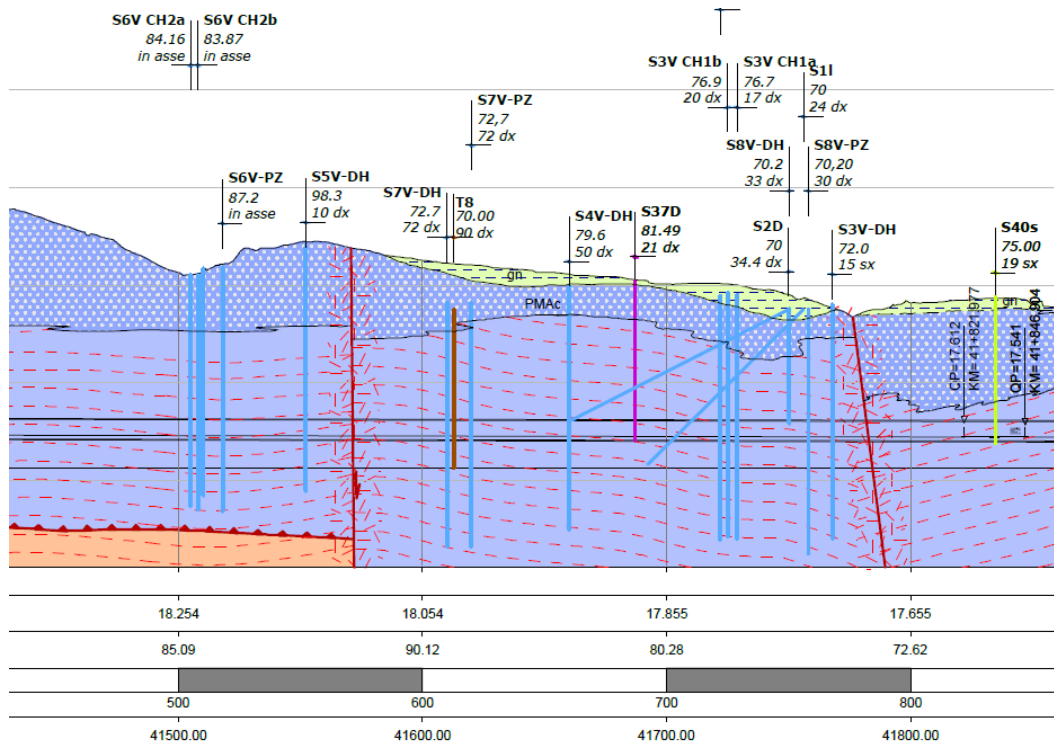 S6V CH2a
84.16
in asse
S6V CH2b
83.87
in asse
S7V-PZ
72,7
72 dx
S3V CH1b
76.9
20 dx
S3V CH1a
76.7
17 dx
S1I
70
24 dx
S8V-DH
70.2
33 dx
S8V-PZ
70,20
30 dx
S6V-PZ
87.2
in asse
S5V-DH
98.3
10 dx
S7V-DH
72.7
72 dx
T8
70.00
90 dx
S4V-DH
79.6
50 dx
S37D
81.49
21 dx
S2D
70
34.4 dx
S3V-DH
72.0
15 sx
S40s
75.00
19 sx
gn
PMAc
gn
QP=17.612
KM= 41+821,977
QP=17.541
KM= 41+846,904
18.254 18.054 17.855 17.655
85.09 90.12 80.28 72.62
500 600 700 800
41500.00 41600.00 41700.00 41800.00